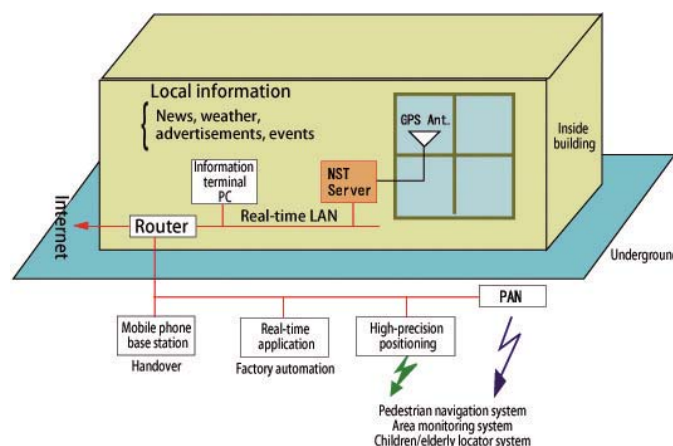 Local information
News, weather,
advertisements, events
GPS Ant.
Inside
building
Information
terminal
PC
NST
Server
Internet
Router
Real-time LAN
Underground
PAN
Mobile phone
base station
Handover
Real-time
application
Factory automation
High-precision
positioning
Pedestrian navigation system
Area monitoring system
Children/elderly locator system